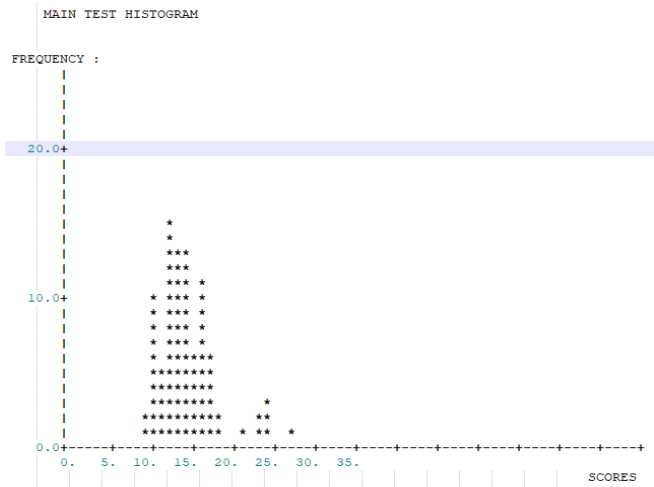 MAIN TEST HISTOGRAM
FREQUENCY :
20.0
10.0
0.0
0. 5. 10. 15. 20. 25. 30. 35.
SCORES